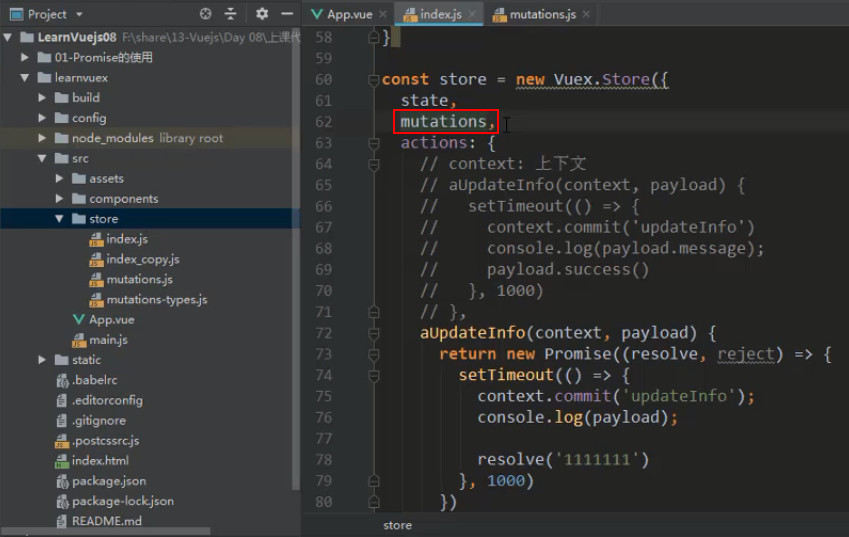 Project
App.vue
index.js
mutations.js
LearnVuejs08 F:\share\13-Vuejs\Day 08\上课代
01-Promise的使用
learnvuex
build
config
node_modules library root
src
assets
components
store
index.js
index_copy.js
mutations.js
mutations-types.js
App.vue
main.js
static
.babelrc
.editorconfig
.gitignore
.postcssrc.js
index.html
package.json
package-lock.json
README.md
58 }
59
60 const store = new Vuex.Store({
61 state,
62 mutations,
63 actions: {
64 // context: 上下文
65 // aUpdateInfo(context, payload) {
66 // setTimeout(() => {
67 // context.commit('updateInfo')
68 // console.log(payload.message);
69 // payload.success()
70 // }, 1000)
71 // },
72 aUpdateInfo(context, payload) {
73 return new Promise((resolve, reject) => {
74 setTimeout(() => {
75 context.commit('updateInfo');
76 console.log(payload);
77
78 resolve('1111111')
79 }, 1000)
80 })
store